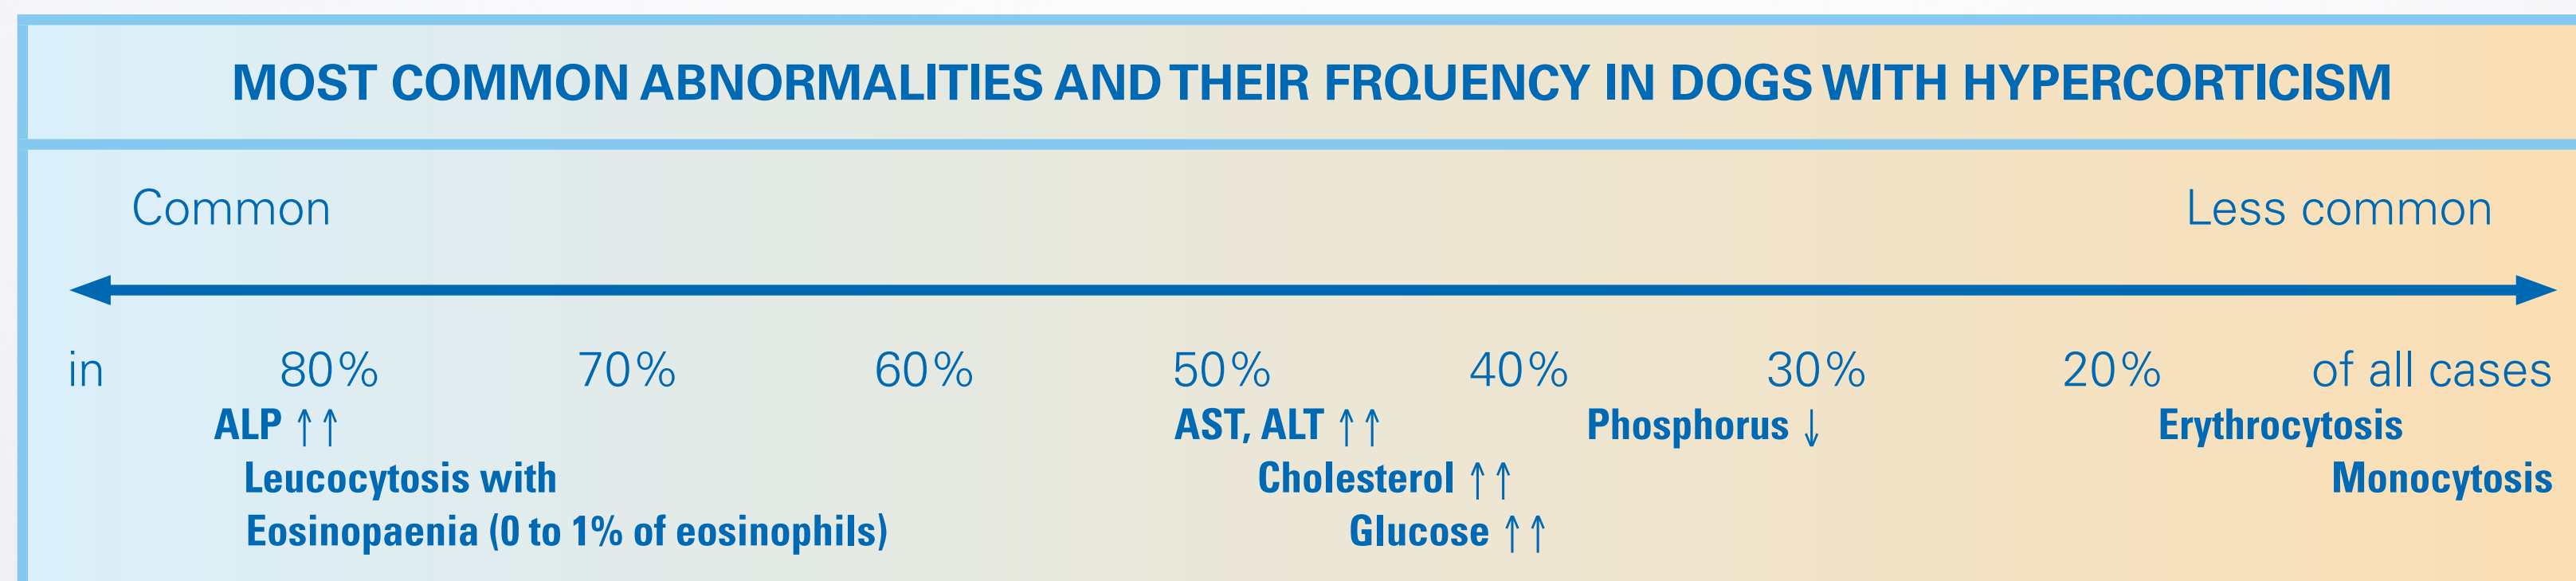 MOST COMMON ABNORMALITIES AND THEIR FRQUENCY IN DOGS WITH HYPERCORTICISM
Common Less common
in 80% 70% 60% 50% 40% 30% 20% of all cases
ALP ↑↑ AST, ALT ↑↑ Phosphorus ↓ Erythrocytosis
Leucocytosis with Cholesterol ↑↑ Monocytosis
Eosinopaenia (0 to 1% of eosinophils) Glucose ↑↑